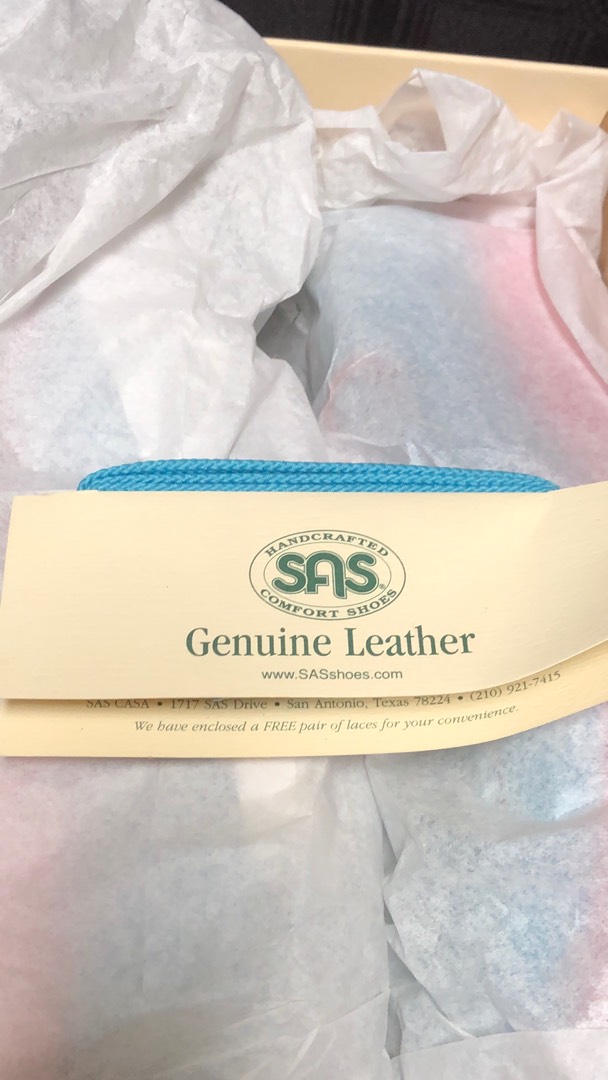 HANDCRAFTED
SAS®
COMFORT SHOES
Genuine Leather
www.SASshoes.com
SAS CASA • 1717 SAS Drive • San Antonio, Texas 78224 • (210) 921-7415
We have enclosed a FREE pair of laces for your convenience.